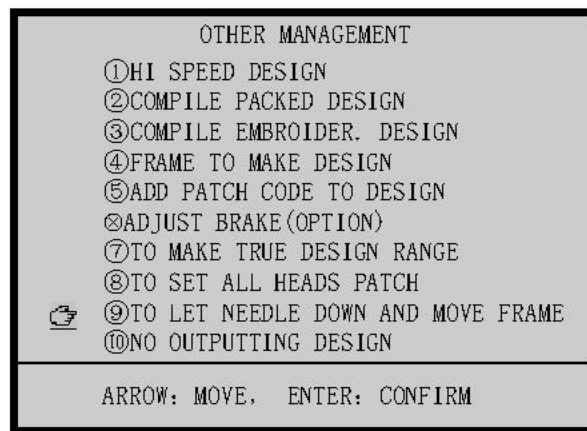 OTHER MANAGEMENT
①HI SPEED DESIGN
②COMPILE PACKED DESIGN
③COMPILE EMBROIDER. DESIGN
④FRAME TO MAKE DESIGN
⑤ADD PATCH CODE TO DESIGN
⊗ADJUST BRAKE(OPTION)
⑦TO MAKE TRUE DESIGN RANGE
⑧TO SET ALL HEADS PATCH
⑨TO LET NEEDLE DOWN AND MOVE FRAME
⑩NO OUTPUTTING DESIGN
ARROW: MOVE, ENTER: CONFIRM